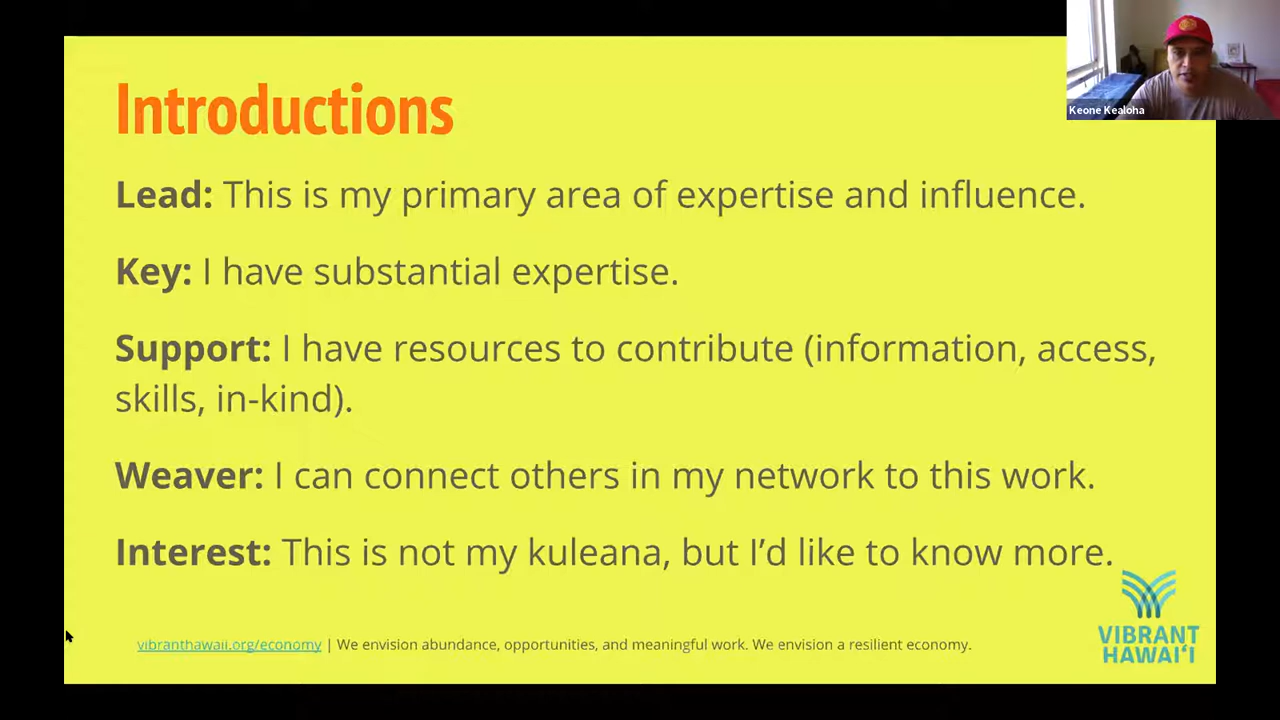 Introductions
Keone Kealoha
Lead: This is my primary area of expertise and influence.
Key: I have substantial expertise.
Support: I have resources to contribute (information, access,
skills, in-kind).
Weaver: I can connect others in my network to this work.
Interest: This is not my kuleana, but I’d like to know more.
vibranthawaii.org/economy | We envision abundance, opportunities, and meaningful work. We envision a resilient economy.
VIBRANT
HAWAIʻI